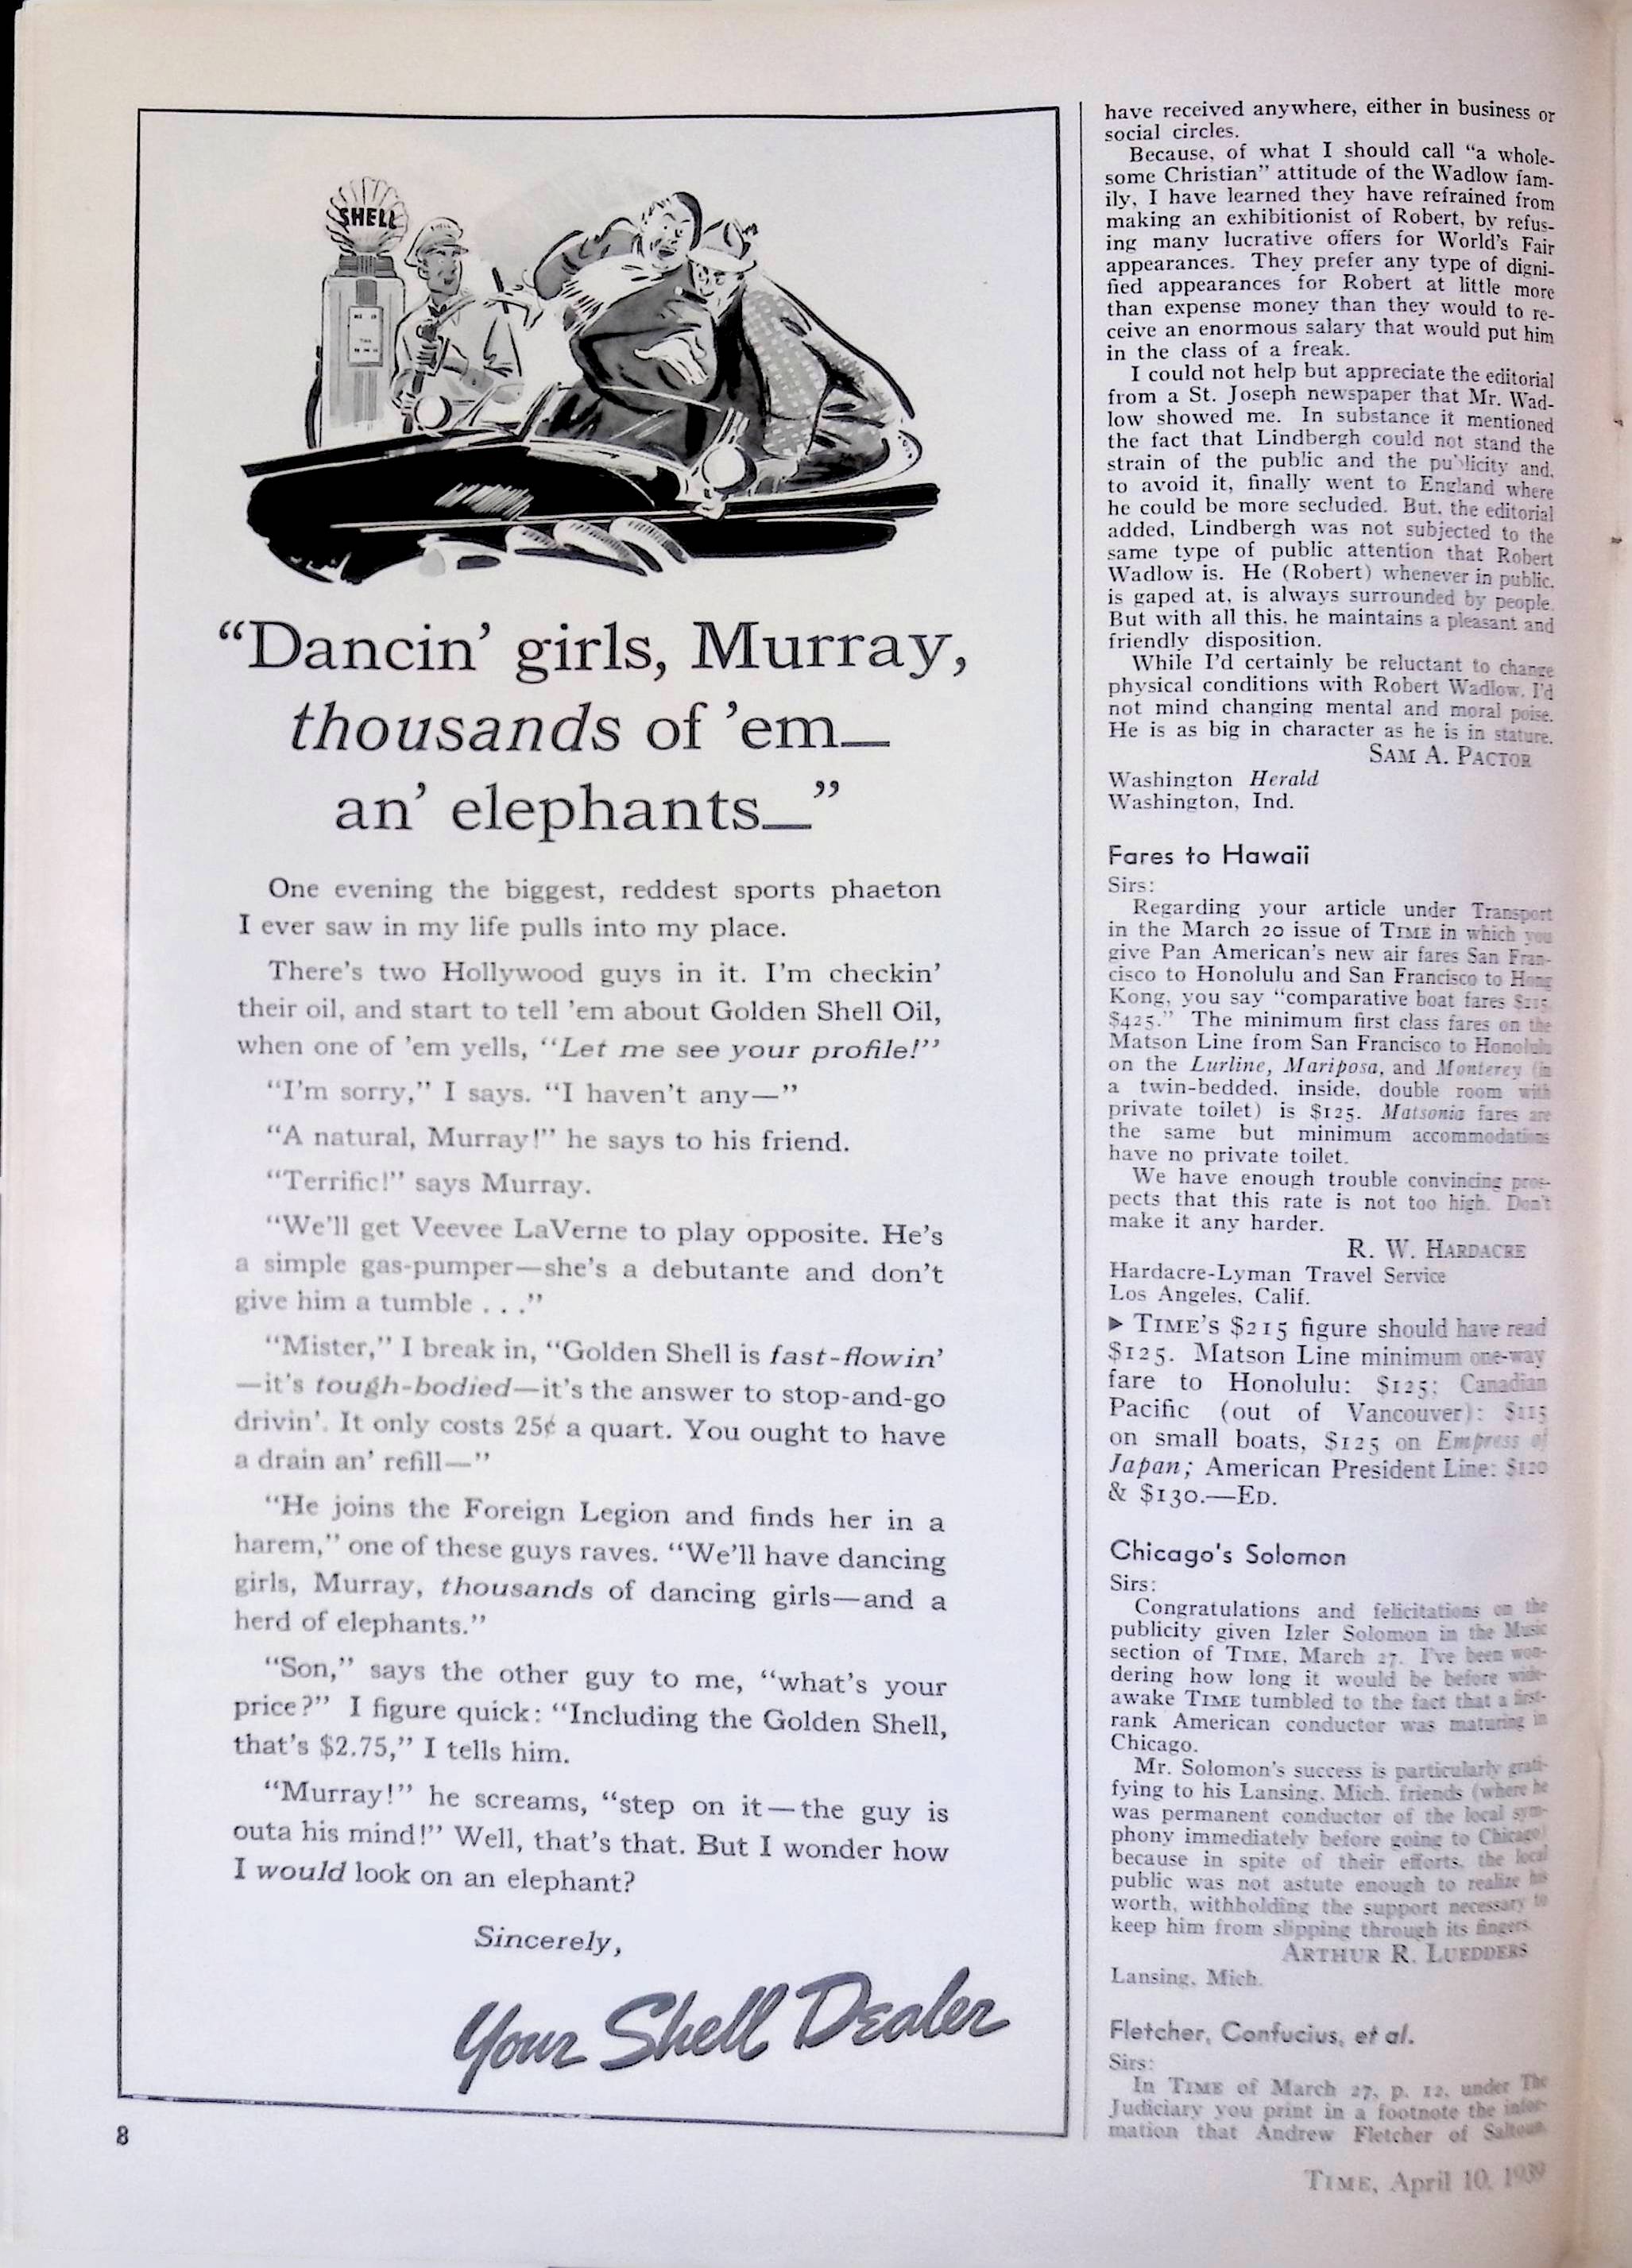 SHELL
“Dancin’ girls, Murray,
thousands of ’em—
an’ elephants—”
One evening the biggest, reddest sports phaeton
I ever saw in my life pulls into my place.
There’s two Hollywood guys in it. I’m checkin’
their oil, and start to tell ’em about Golden Shell Oil,
when one of ’em yells, “Let me see your profile!”
“I’m sorry,” I says. “I haven’t any—”
“A natural, Murray!” he says to his friend.
“Terrific!” says Murray.
“We’ll get Veevee LaVerne to play opposite. He’s
a simple gas-pumper—she’s a debutante and don’t
give him a tumble . . .”
“Mister,” I break in, “Golden Shell is fast-flowin’
—it’s tough-bodied—it’s the answer to stop-and-go
drivin’. It only costs 25¢ a quart. You ought to have
a drain an’ refill—”
“He joins the Foreign Legion and finds her in a
harem,” one of these guys raves. “We’ll have dancing
girls, Murray, thousands of dancing girls—and a
herd of elephants.”
“Son,” says the other guy to me, “what’s your
price?” I figure quick: “Including the Golden Shell,
that’s $2.75,” I tells him.
“Murray!” he screams, “step on it—the guy is
outa his mind!” Well, that’s that. But I wonder how
I would look on an elephant?
Sincerely,
Your Shell Dealer
8
have received anywhere, either in business or
social circles.
Because, of what I should call “a whole-
some Christian” attitude of the Wadlow fam-
ily, I have learned they have refrained from
making an exhibitionist of Robert, by refus-
ing many lucrative offers for World’s Fair
appearances. They prefer any type of digni-
fied appearances for Robert at little more
than expense money than they would to re-
ceive an enormous salary that would put him
in the class of a freak.
I could not help but appreciate the editorial
from a St. Joseph newspaper that Mr. Wad-
low showed me. In substance it mentioned
the fact that Lindbergh could not stand the
strain of the public and the publicity and,
to avoid it, finally went to England where
he could be more secluded. But, the editorial
added, Lindbergh was not subjected to the
same type of public attention that Robert
Wadlow is. He (Robert) whenever in public,
is gaped at, is always surrounded by people.
But with all this, he maintains a pleasant and
friendly disposition.
While I’d certainly be reluctant to change
physical conditions with Robert Wadlow, I’d
not mind changing mental and moral poise.
He is as big in character as he is in stature.
SAM A. PACTOR
Washington Herald
Washington, Ind.
Fares to Hawaii
Sirs:
Regarding your article under Transport
in the March 20 issue of TIME in which you
give Pan American’s new air fares San Fran-
cisco to Honolulu and San Francisco to Hong
Kong, you say “comparative boat fares $215,
$425.” The minimum first class fares on the
Matson Line from San Francisco to Honolulu
on the Lurline, Mariposa, and Monterey (in
a twin-bedded, inside, double room with
private toilet) is $125. Matsonia fares are
the same but minimum accommodations
have no private toilet.
We have enough trouble convincing pros-
pects that this rate is not too high. Don’t
make it any harder.
R. W. HARDACRE
Hardacre-Lyman Travel Service
Los Angeles, Calif.
▶ TIME’S $215 figure should have read
$125. Matson Line minimum one-way
fare to Honolulu: $125; Canadian
Pacific (out of Vancouver): $115
on small boats, $125 on Empress of
Japan; American President Line: $120
& $130.—ED.
Chicago’s Solomon
Sirs:
Congratulations and felicitations on the
publicity given Izler Solomon in the Music
section of TIME, March 27. I’ve been won-
dering how long it would be before wide-
awake TIME tumbled to the fact that a first-
rank American conductor was maturing in
Chicago.
Mr. Solomon’s success is particularly grati-
fying to his Lansing, Mich. friends (where he
was permanent conductor of the local sym-
phony immediately before going to Chicago)
because in spite of their efforts, the local
public was not astute enough to realize his
worth, withholding the support necessary to
keep him from slipping through its fingers.
ARTHUR R. LUEDDERS
Lansing, Mich.
Fletcher, Confucius, et al.
Sirs:
In TIME of March 27, p. 12, under The
Judiciary you print in a footnote the infor-
mation that Andrew Fletcher of Saltoun,
TIME, April 10, 1939